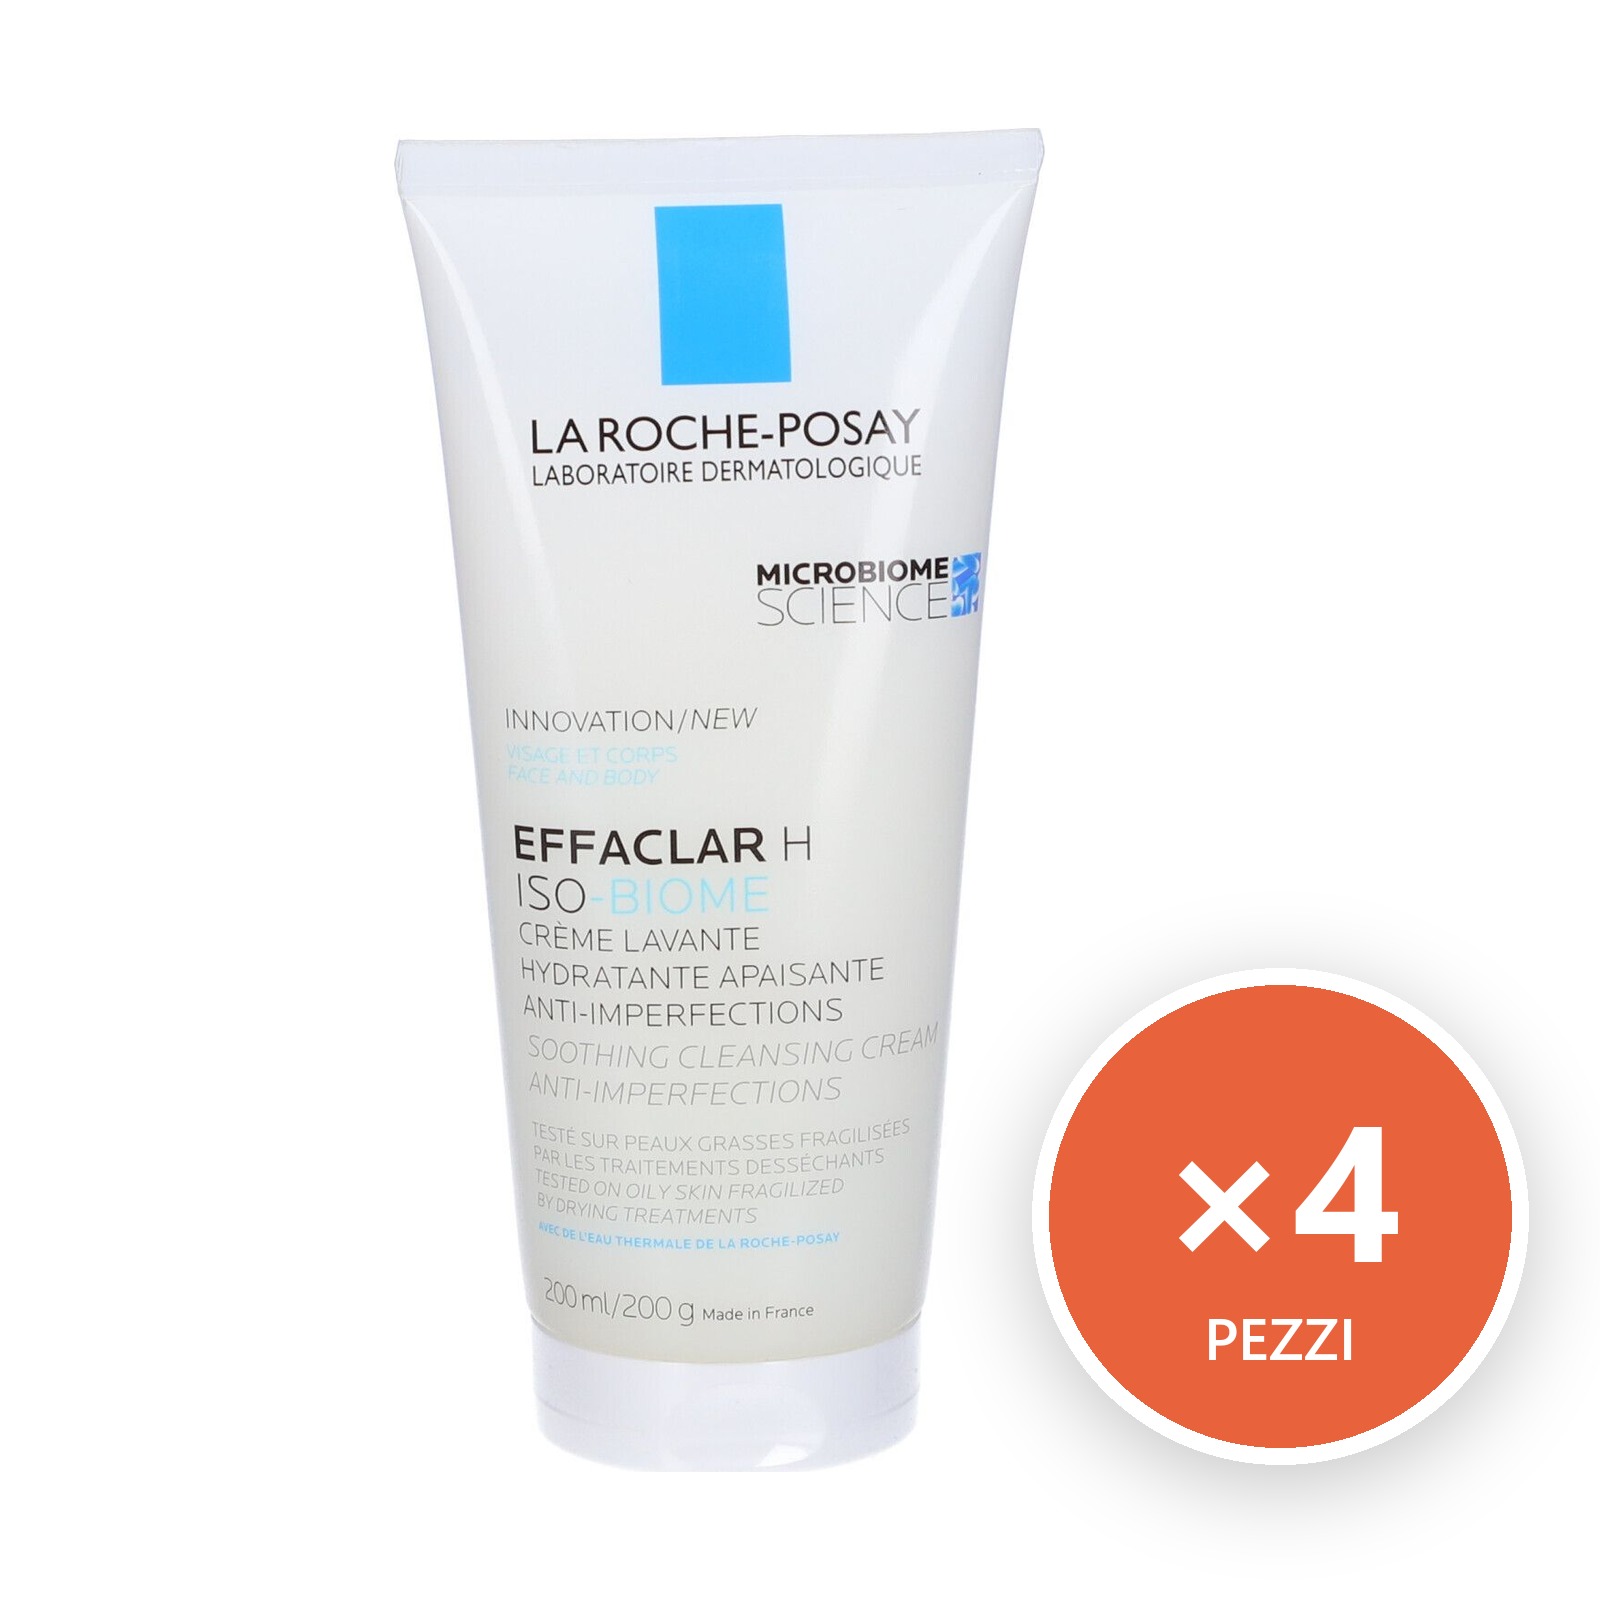 LA ROCHE-POSAY
LABORATOIRE DERMATOLOGIQUE
MICROBIOME
SCIENCE
INNOVATION/NEW
VISAGE ET CORPS
FACE AND BODY
EFFACLAR H
ISO-BIOME
CRÈME LAVANTE
HYDRATANTE APAISANTE
ANTI-IMPERFECTIONS
SOOTHING CLEANSING CREAM
ANTI-IMPERFECTIONS
TESTÉ SUR PEAUX GRASSES FRAGILISÉES
PAR LES TRAITEMENTS DESSÉCHANTS
TESTED ON OILY SKIN FRAGILIZED
BY DRYING TREATMENTS
AVEC DE L'EAU THERMALE DE LA ROCHE-POSAY
200 ml/200 g Made in France
×4
PEZZI